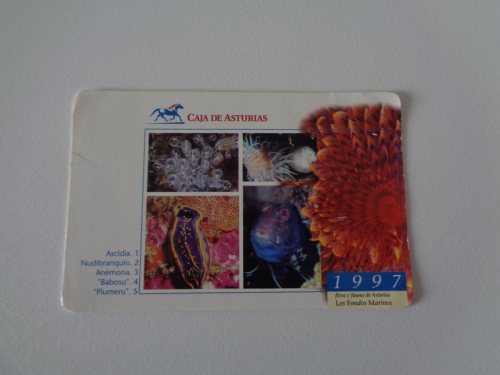 CAJA DE ASTURIAS
Ascidia. 1
Nudibranquio. 2
Anémona. 3
"Babosu". 4
"Plumeru". 5
1997
flora y fauna de Asturias
Los Fondos Marinos